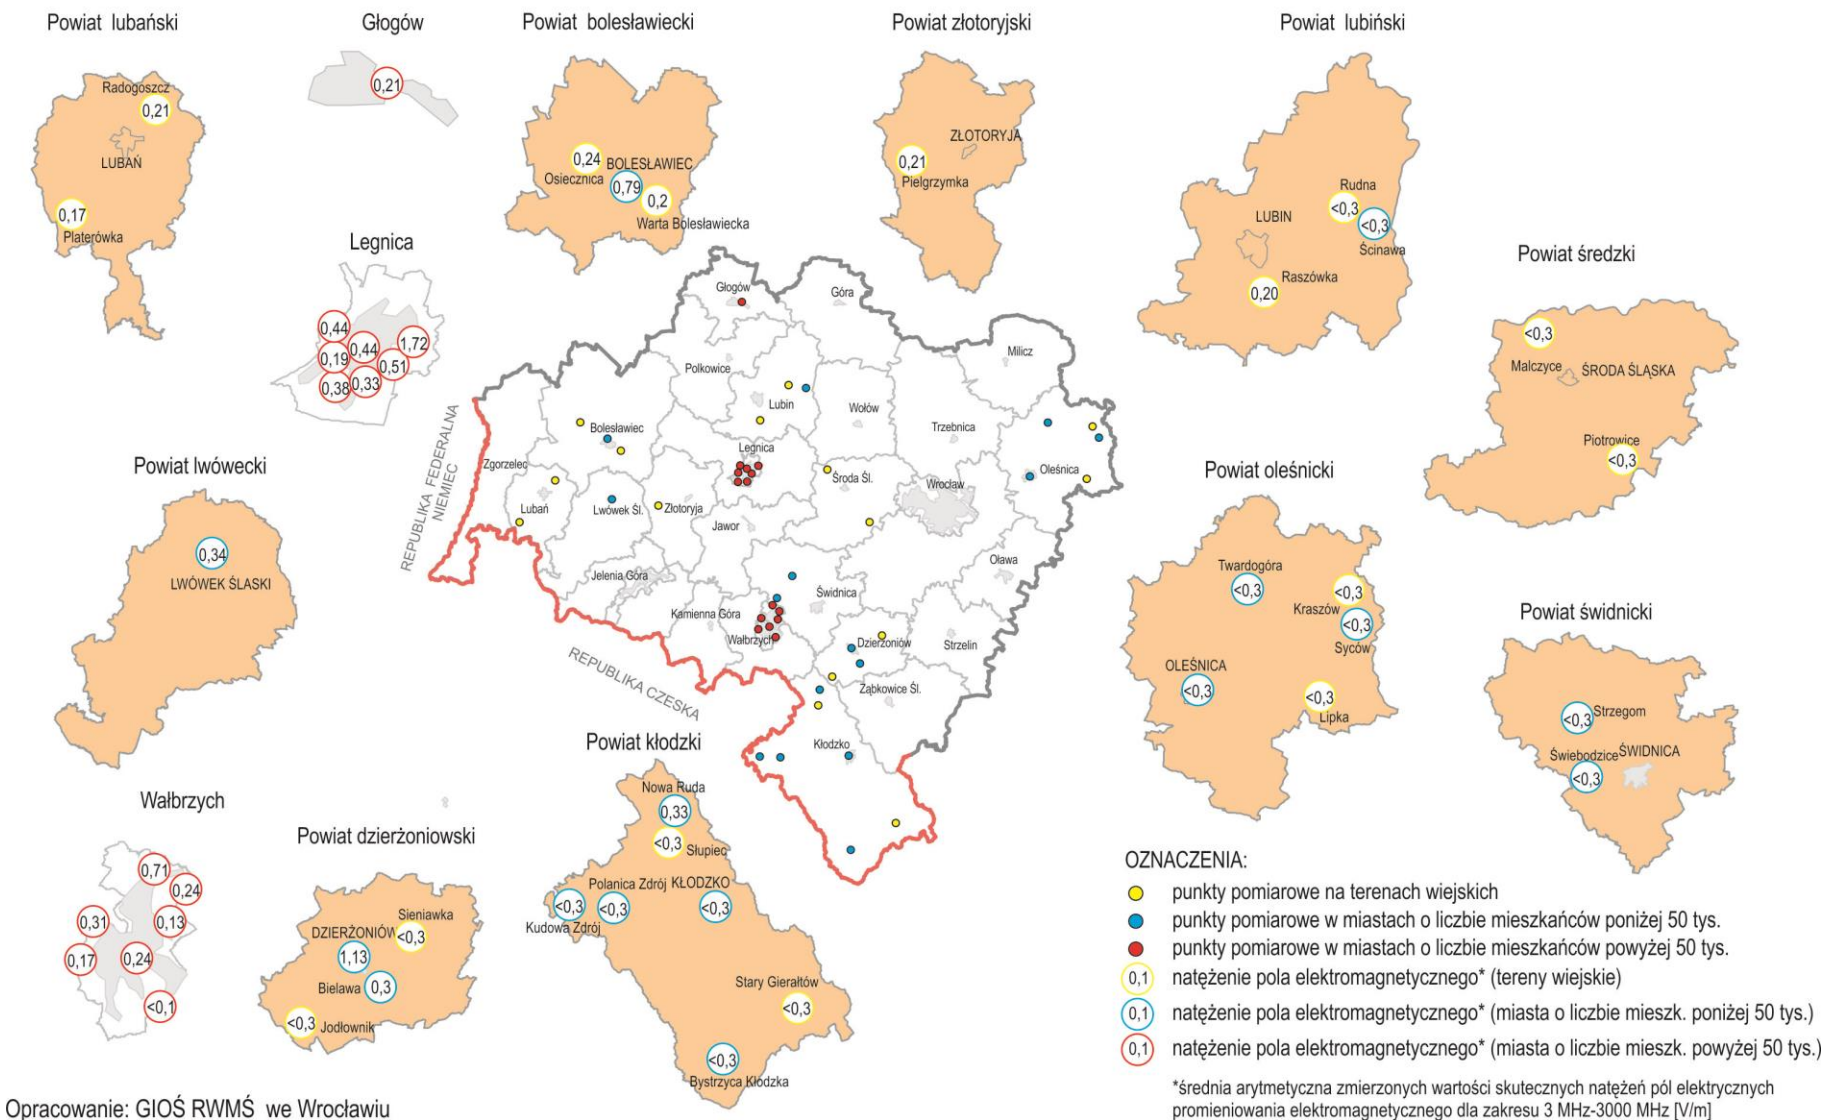 Powiat lubański
Głogów
Powiat bolesławiecki
Powiat złotoryjski
Powiat lubiński
Radogoszcz
0,21
LUBAŃ
0,17
Platerówka
0,21
0,24
BOLESŁAWIEC
Osiecznica
0,79
0,2
Warta Bolesławiecka
ZŁOTORYJA
0,21
Pielgrzymka
Rudna
<0,3
LUBIN
<0,3
Ścinawa
Raszówka
0,20
Legnica
0,44
0,44
1,72
0,19
0,51
0,38
0,33
Powiat średzki
<0,3
Malczyce
ŚRODA ŚLĄSKA
Piotrowice
<0,3
Powiat lwówecki
0,34
LWÓWEK ŚLASKI
REPUBLIKA FEDERALNA
NIEMIEC
Głogów
Góra
Milicz
Polkowice
Lubin
Wołów
Trzebnica
Bolesławiec
Legnica
Zgorzelec
Środa Śl.
Oleśnica
Wrocław
Lubań
Lwówek Śl.
Złotoryja
Jawor
Oława
Jelenia Góra
Świdnica
Kamienna Góra
Wałbrzych
Dzierżoniów
Strzelin
Ząbkowice Śl.
Kłodzko
REPUBLIKA CZESKA
Powiat oleśnicki
Twardogóra
<0,3
<0,3
Kraszów
<0,3
Syców
OLEŚNICA
<0,3
<0,3
Lipka
Powiat świdnicki
Strzegom
<0,3
Świebodzice
ŚWIDNICA
<0,3
Wałbrzych
0,71
0,24
0,31
0,13
0,17
0,24
<0,1
Powiat dzierżoniowski
Sieniawka
DZIERŻONIÓW
<0,3
1,13
Bielawa
0,3
<0,3
Jodłownik
Powiat kłodzki
Nowa Ruda
0,33
<0,3
Słupiec
Polanica Zdrój
KŁODZKO
<0,3
<0,3
<0,3
Kudowa Zdrój
Stary Gierałtów
<0,3
<0,3
Bystrzyca Kłodzka
OZNACZENIA:
punkty pomiarowe na terenach wiejskich
punkty pomiarowe w miastach o liczbie mieszkańców poniżej 50 tys.
punkty pomiarowe w miastach o liczbie mieszkańców powyżej 50 tys.
0,1 natężenie pola elektromagnetycznego* (tereny wiejskie)
0,1 natężenie pola elektromagnetycznego* (miasta o liczbie mieszk. poniżej 50 tys.)
0,1 natężenie pola elektromagnetycznego* (miasta o liczbie mieszk. powyżej 50 tys.)
*średnia arytmetyczna zmierzonych wartości skutecznych natężeń pól elektrycznych
promieniowania elektromagnetycznego dla zakresu 3 MHz-3000 MHz [V/m]
Opracowanie: GIOŚ RWMŚ we Wrocławiu